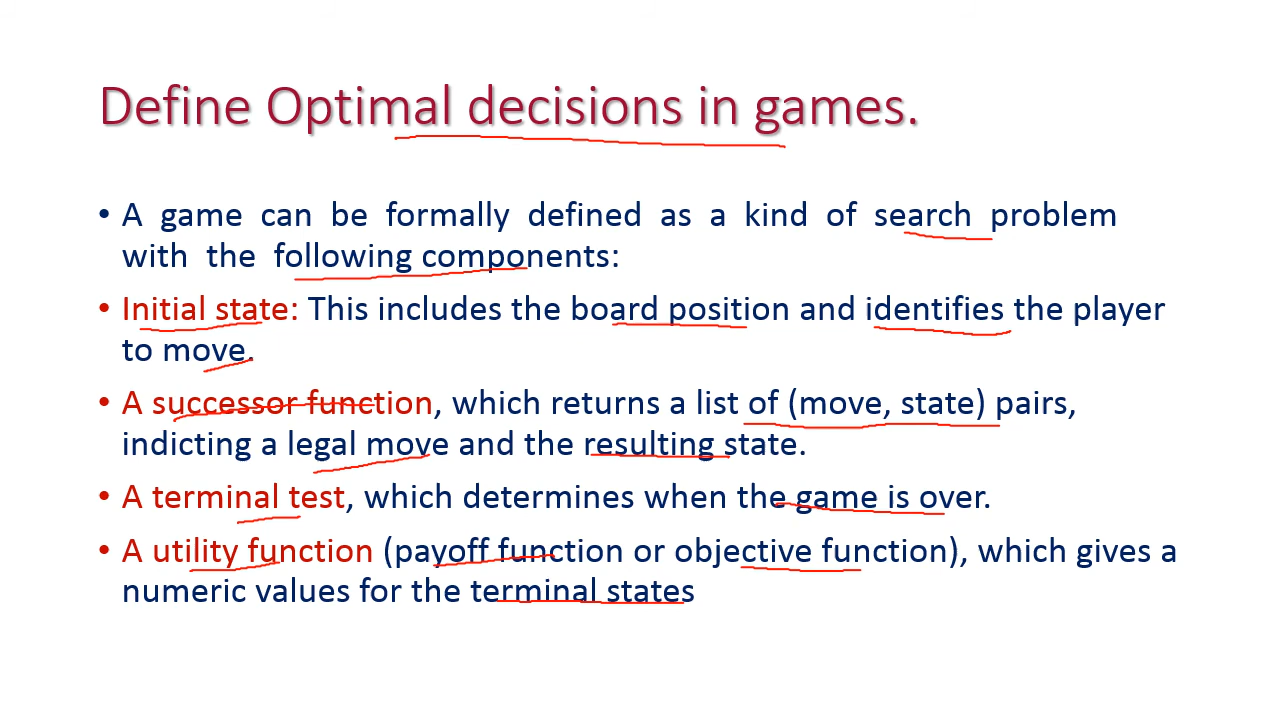 Define Optimal decisions in games.
• A game can be formally defined as a kind of search problem
with the following components:
• Initial state: This includes the board position and identifies the player
to move.
• A successor function, which returns a list of (move, state) pairs,
indicting a legal move and the resulting state.
• A terminal test, which determines when the game is over.
• A utility function (payoff function or objective function), which gives a
numeric values for the terminal states